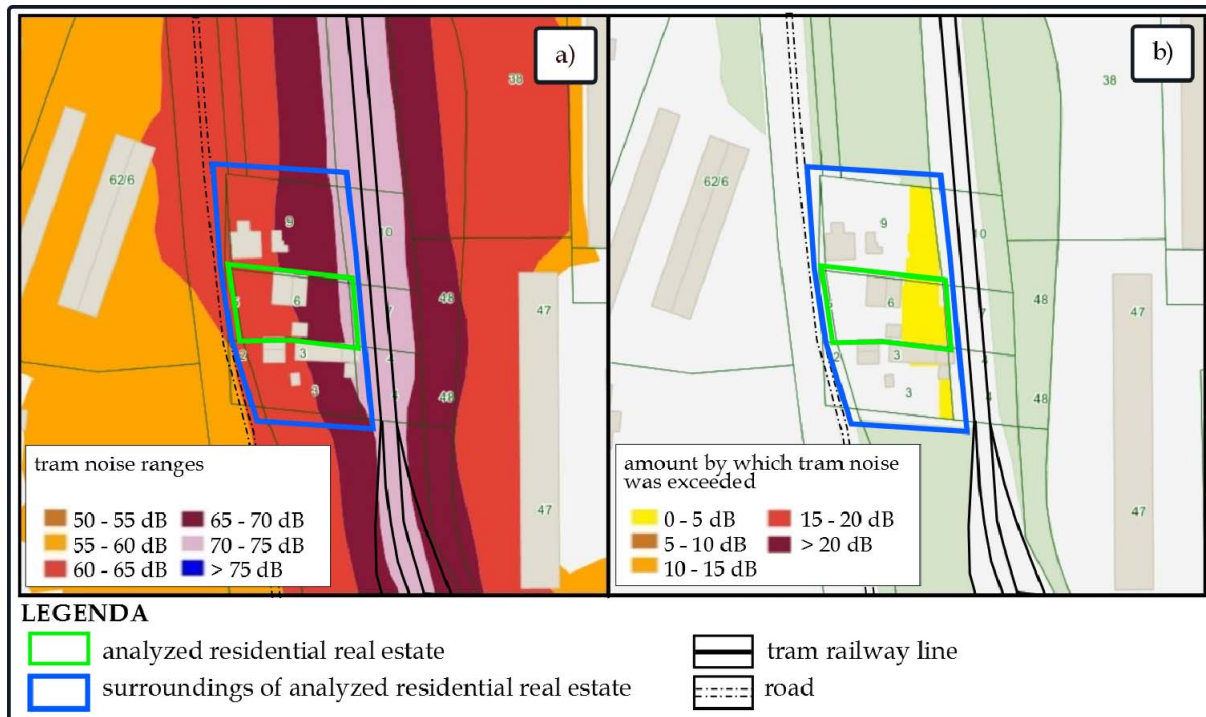 a)
38
62/6
9
10
6
7
48
47
2
3
4
3
4
48
47
tram noise ranges
50 - 55 dB
65 - 70 dB
55 - 60 dB
70 - 75 dB
60 - 65 dB
> 75 dB
b)
38
62/6
9
10
6
7
48
47
2
3
4
3
4
48
47
amount by which tram noise
was exceeded
0 - 5 dB
15 - 20 dB
5 - 10 dB
> 20 dB
10 - 15 dB
LEGENDA
analyzed residential real estate
tram railway line
surroundings of analyzed residential real estate
road